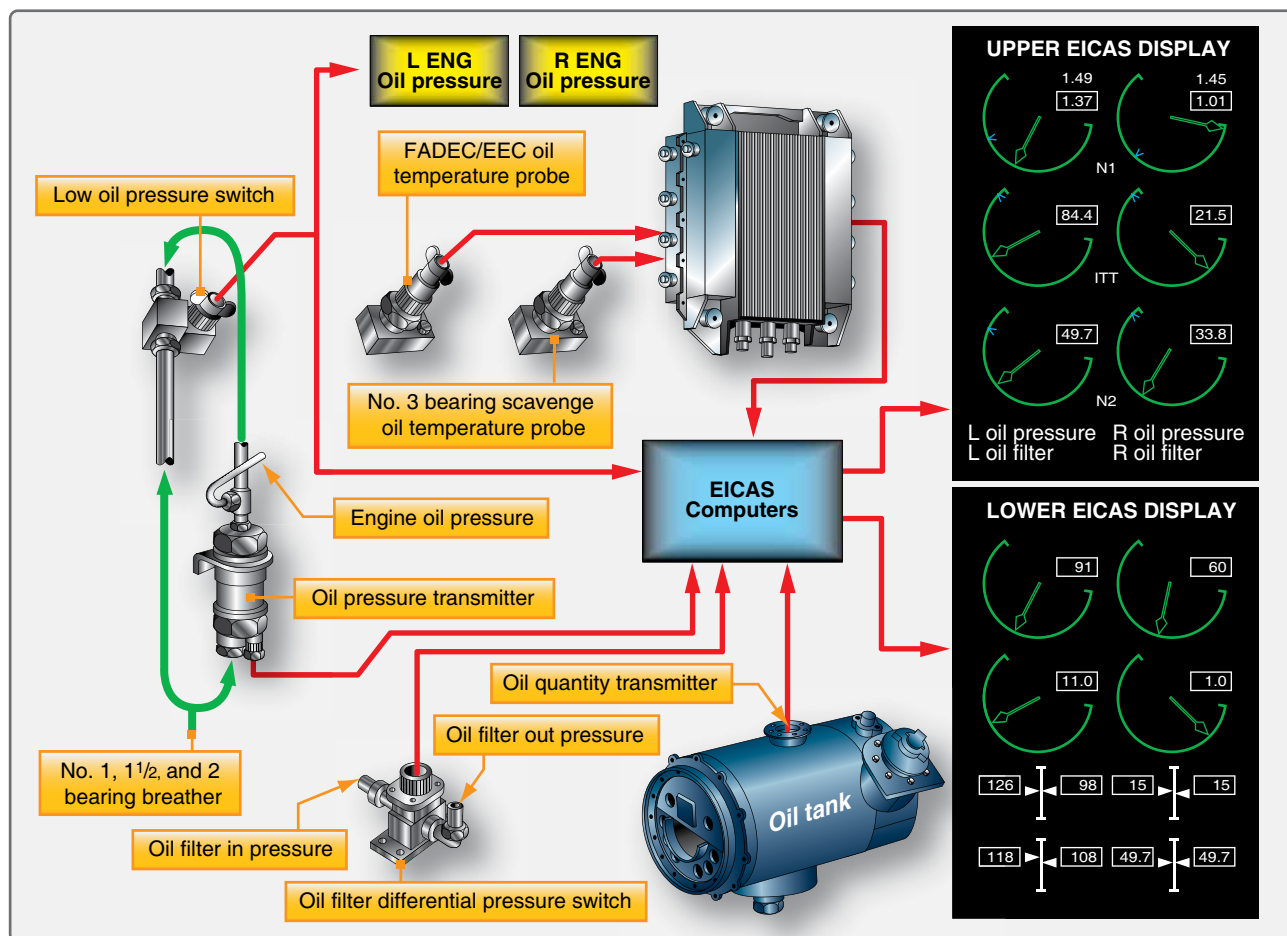 L ENG
Oil pressure
R ENG
Oil pressure
FADEC/EEC oil
temperature probe
Low oil pressure switch
No. 3 bearing scavenge
oil temperature probe
Engine oil pressure
EICAS
Computers
Oil pressure transmitter
Oil quantity transmitter
Oil filter out pressure
No. 1, 1 1/2, and 2
bearing breather
Oil filter in pressure
Oil tank
Oil filter differential pressure switch
UPPER EICAS DISPLAY
1.49 1.45
1.37 1.01
N1
84.4 21.5
ITT
49.7 33.8
N2
L oil pressure R oil pressure
L oil filter R oil filter
LOWER EICAS DISPLAY
91 60
11.0 1.0
126 98 15 15
118 108 49.7 49.7